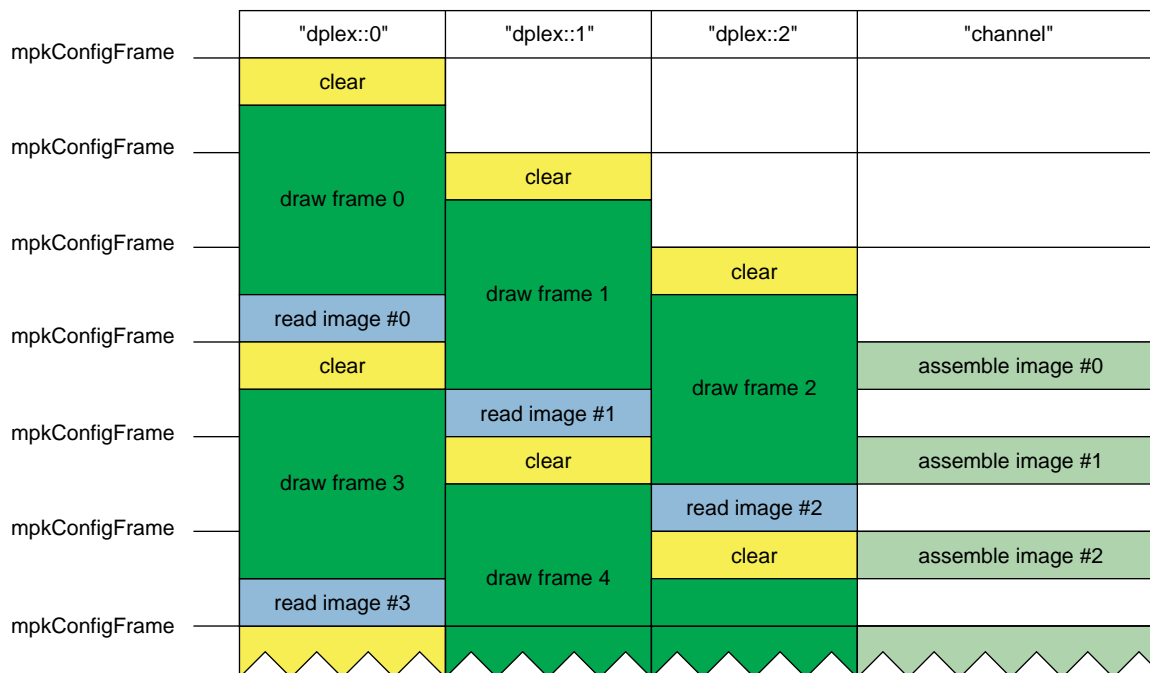 "dplex::0" "dplex::1" "dplex::2" "channel"
mpkConfigFrame
clear
mpkConfigFrame
clear
draw frame 0
mpkConfigFrame
clear
draw frame 1
read image #0
mpkConfigFrame
clear
assemble image #0
draw frame 2
read image #1
mpkConfigFrame
clear
assemble image #1
draw frame 3
read image #2
mpkConfigFrame
clear
assemble image #2
draw frame 4
read image #3
mpkConfigFrame